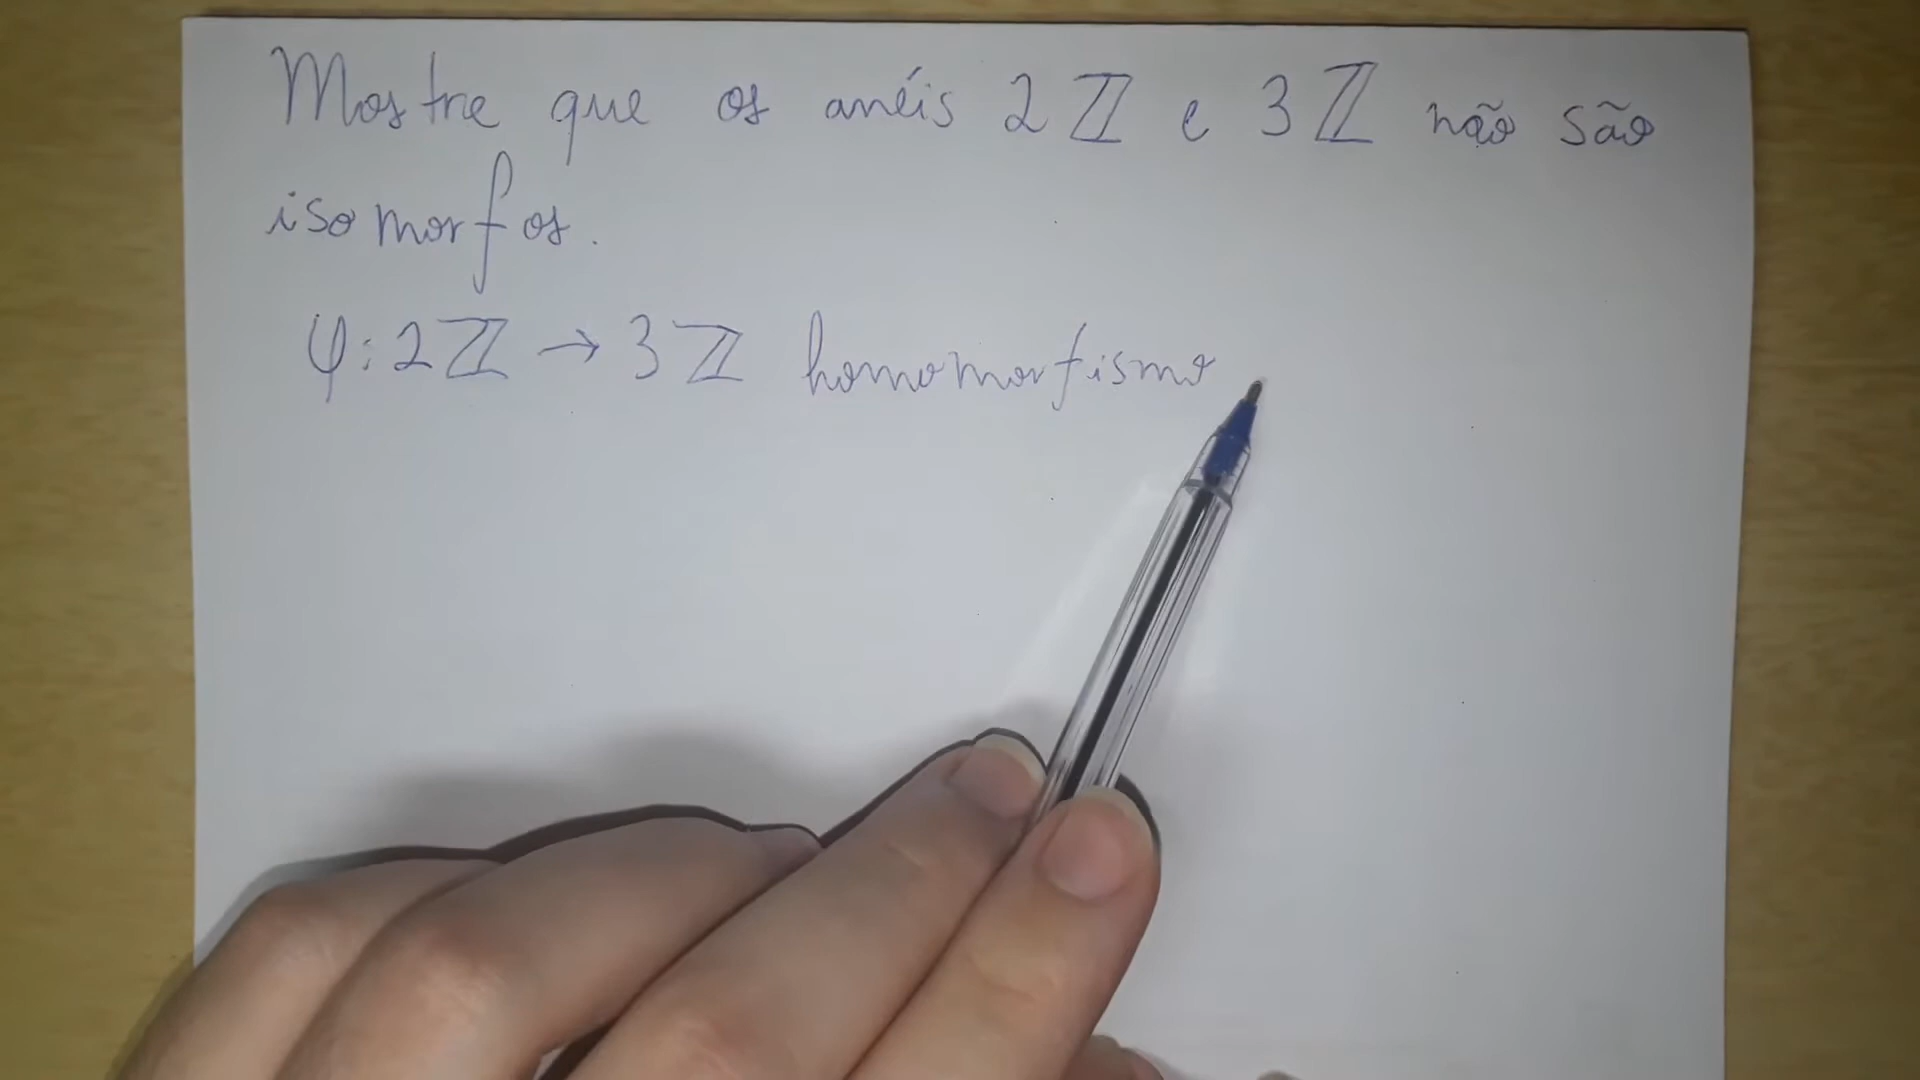 Mostre que os anéis 2ℤ e 3ℤ não são
isomorfos.
φ: 2ℤ → 3ℤ homomorfismo